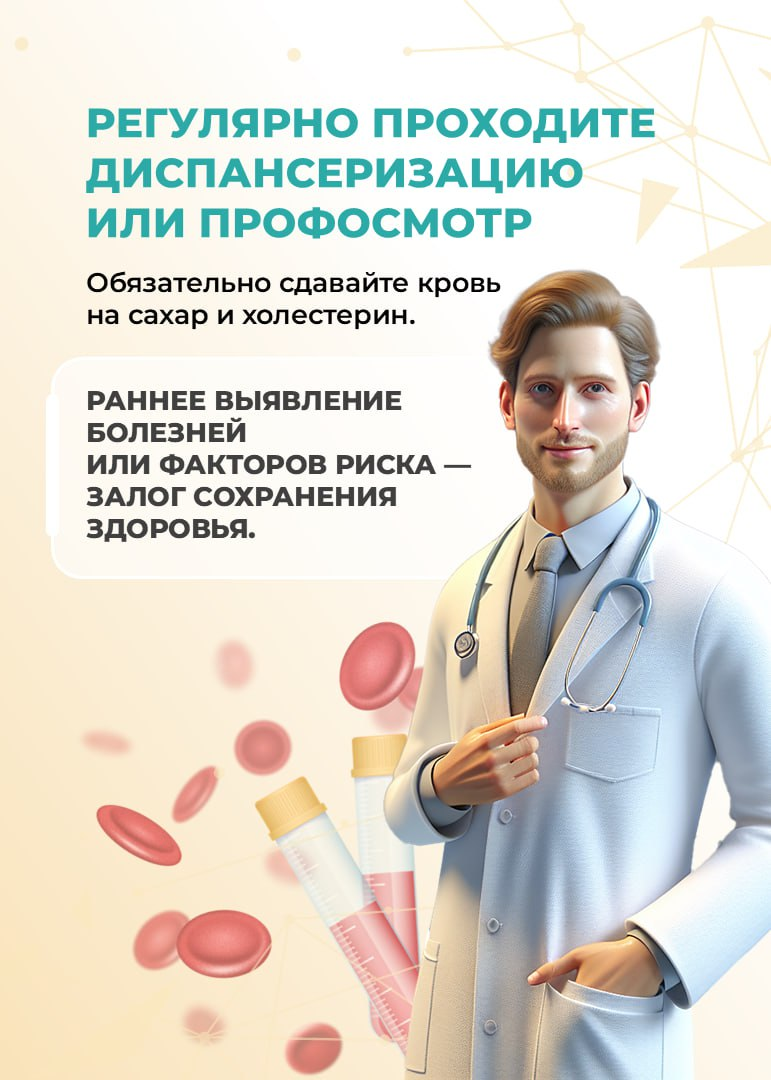 РЕГУЛЯРНО ПРОХОДИТЕ
ДИСПАНСЕРИЗАЦИЮ
ИЛИ ПРОФОСМОТР
Обязательно сдавайте кровь
на сахар и холестерин.
РАННЕЕ ВЫЯВЛЕНИЕ
БОЛЕЗНЕЙ
ИЛИ ФАКТОРОВ РИСКА —
ЗАЛОГ СОХРАНЕНИЯ
ЗДОРОВЬЯ.